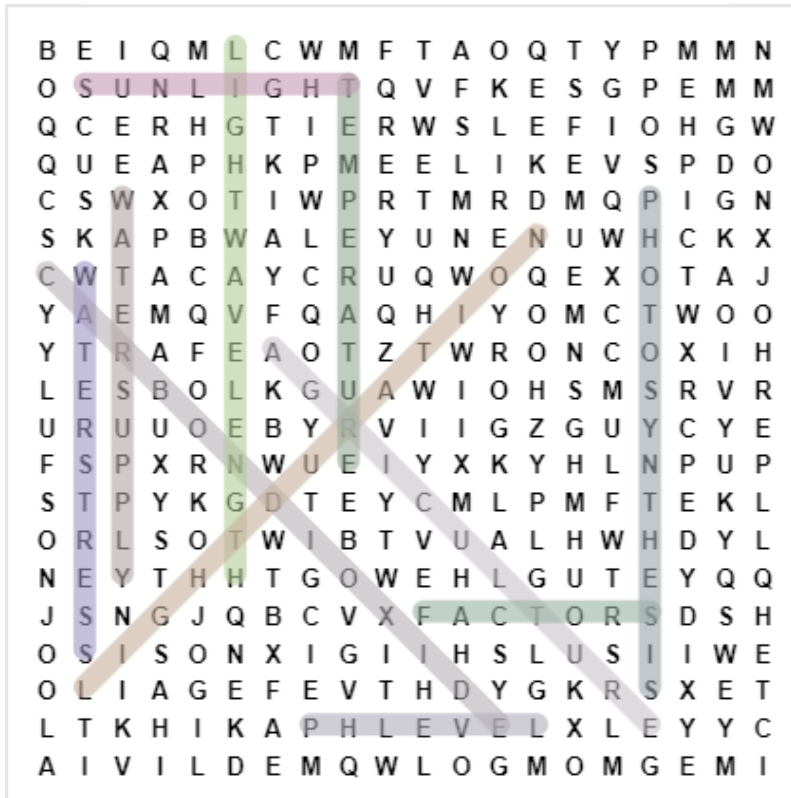 B E I Q M L C W M F T A O Q T Y P M M N
O S U N L I G H T Q V F K E S G P E M M
Q C E R H G T I E R W S L E F I O H G W
Q U E A P H K P M E E L I K E V S P D O
C S W X O T I W P R T M R D M Q P I G N
S K A P B W A L E Y U N E N U W H C K X
C W T A C A Y C R U Q W O Q E X O T A J
Y A E M Q V F Q A Q H I Y O M C T W O O
Y T R A F E A O T Z T W R O N C O X I H
L E S B O L K G U A W I O H S M S R V R
U R U U O E B Y R V I I G Z G U Y C Y E
F S P X R N W U E I Y X K Y H L N P U P
S T P Y K G D T E Y C M L P M F T E K L
O R L S O T W I B T V U A L H W H D Y L
N E Y T H H T G O W E H L G U T E Y Q Q
J S N G J Q B C V X F A C T O R S D S H
O S I S O N X I G I I H S L U S I I W E
O L I A G E F E V T H D Y G K R S X E T
L T K H I K A P H L E V E L X L E Y Y C
A I V I L D E M Q W L O G M O M G E M I